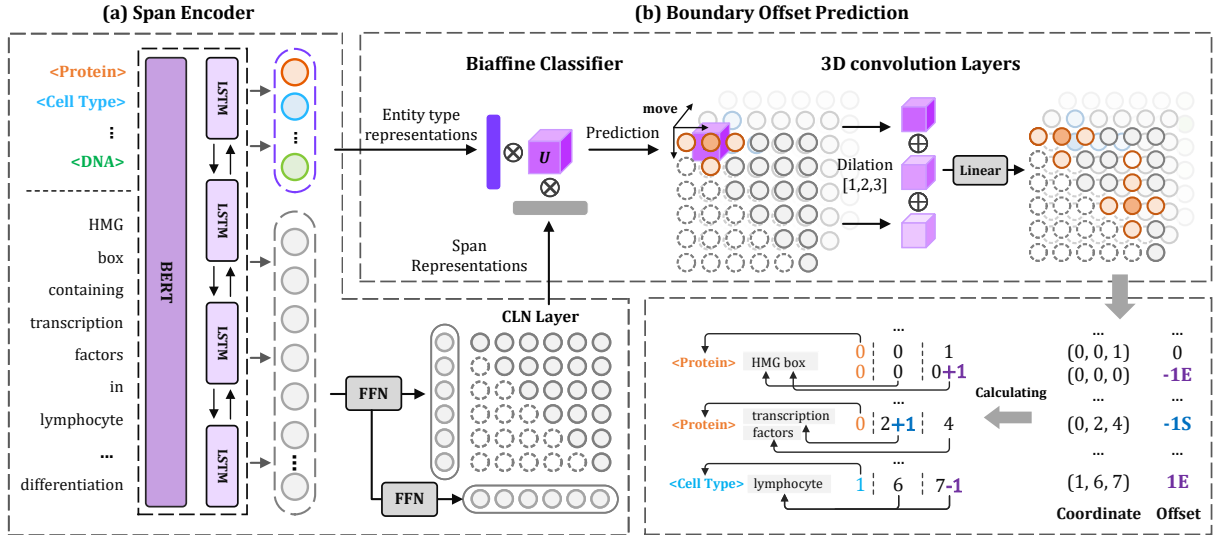 (a) Span Encoder
(b) Boundary Offset Prediction
<Protein>
<Cell Type>
...
<DNA>
HMG
box
containing
transcription
factors
in
lymphocyte
...
differentiation
BERT
LSTM
LSTM
LSTM
LSTM
...
...
Biaffine Classifier
3D convolution Layers
Entity type
representations
U
Prediction
move
Dilation
[1,2,3]
Linear
Span
Representations
CLN Layer
FFN
FFN
... ... ...
<Protein> HMG box 0 0 1 (0, 0, 1) 0
0 0 0+1 (0, 0, 0) -1E
Calculating
... ... ...
<Protein> transcription factors 0 2+1 4 (0, 2, 4) -1S
... ... ...
<Cell Type> lymphocyte 1 6 7-1 (1, 6, 7) 1E
Coordinate Offset